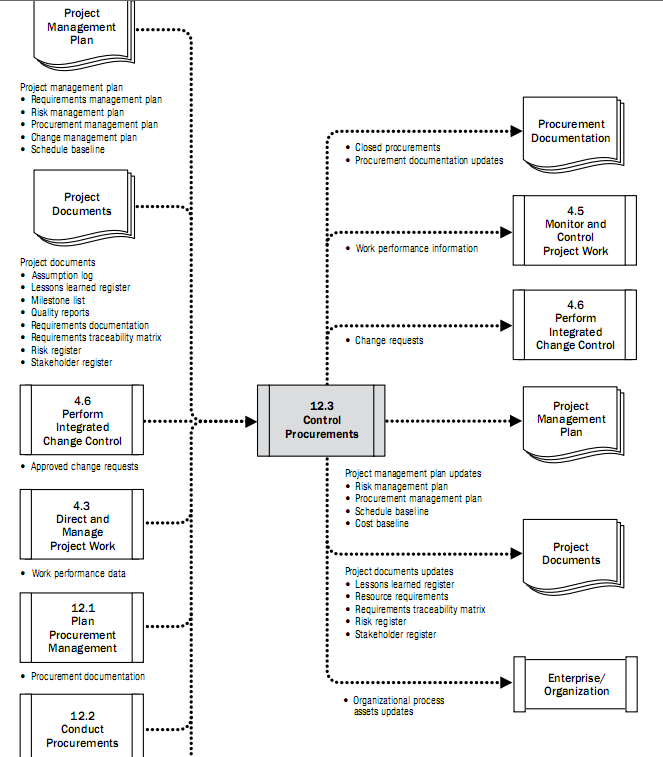 Project
Management
Plan
Project management plan
• Requirements management plan
• Risk management plan
• Procurement management plan
• Change management plan
• Schedule baseline
Project
Documents
Project documents
• Assumption log
• Lessons learned register
• Milestone list
• Quality reports
• Requirements documentation
• Requirements traceability matrix
• Risk register
• Stakeholder register
4.6
Perform
Integrated
Change Control
• Approved change requests
4.3
Direct and
Manage
Project Work
• Work performance data
12.1
Plan
Procurement
Management
• Procurement documentation
12.2
Conduct
Procurements
12.3
Control
Procurements
Procurement
Documentation
• Closed procurements
• Procurement documentation updates
4.5
Monitor and
Control
Project Work
• Work performance information
4.6
Perform
Integrated
Change Control
• Change requests
Project
Management
Plan
Project management plan updates
• Risk management plan
• Procurement management plan
• Schedule baseline
• Cost baseline
Project
Documents
Project documents updates
• Lessons learned register
• Resource requirements
• Requirements traceability matrix
• Risk register
• Stakeholder register
Enterprise/
Organization
• Organizational process
assets updates